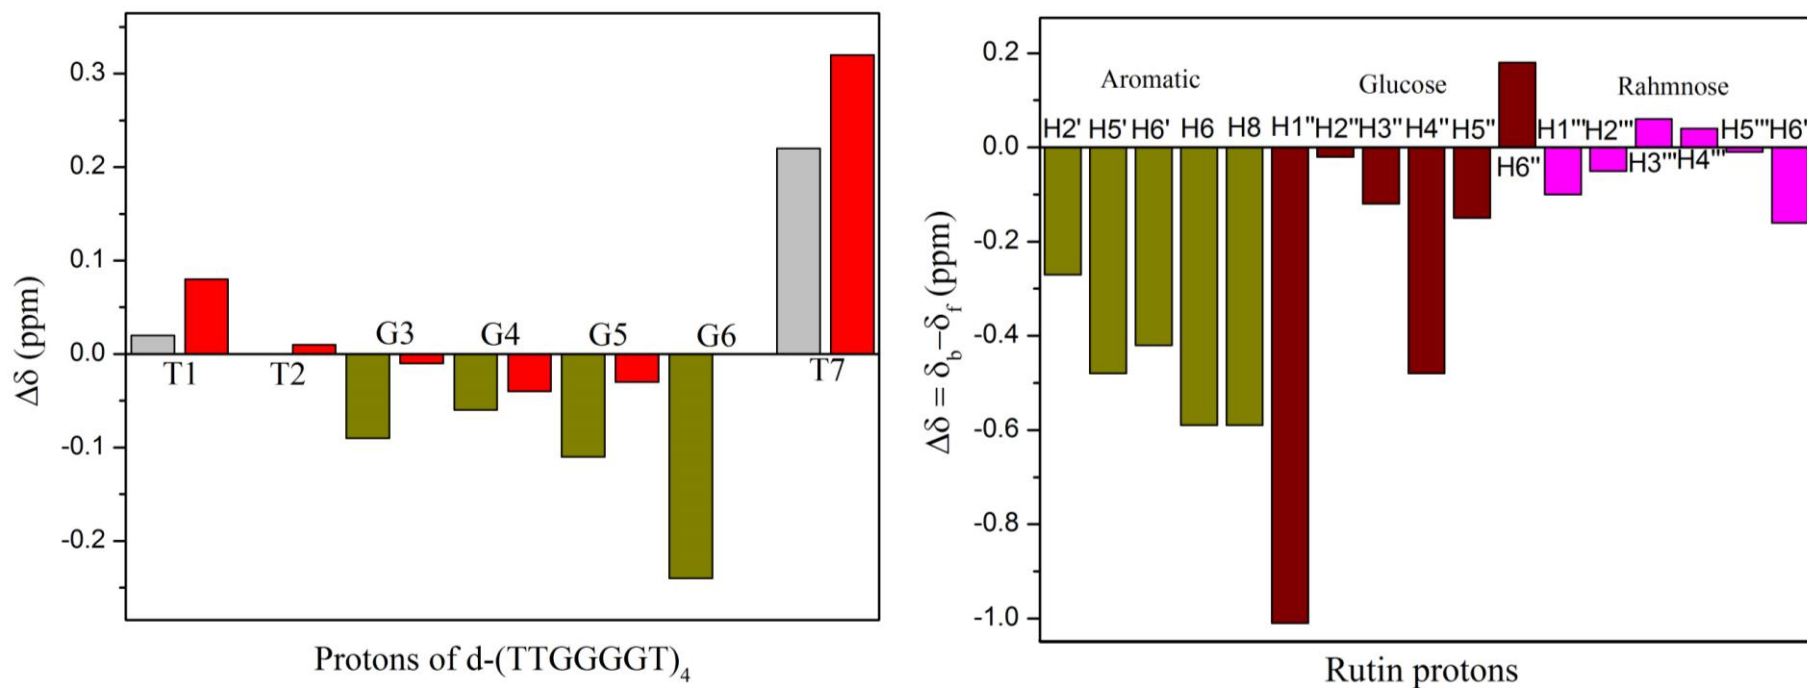 0.3
0.2
0.1
0.0
-0.1
-0.2
Δδ (ppm)
T1
T2
G3
G4
G5
G6
T7
Protons of d-(TTGGGGT)4
0.2
0.0
-0.2
-0.4
-0.6
-0.8
-1.0
Δδ = δb−δf (ppm)
Aromatic
Glucose
Rahmnose
H2' H5' H6' H6 H8 H1'' H2'' H3'' H4'' H5'' H1''' H2''' H5'''
H6'' H3''' H4'''
Rutin protons